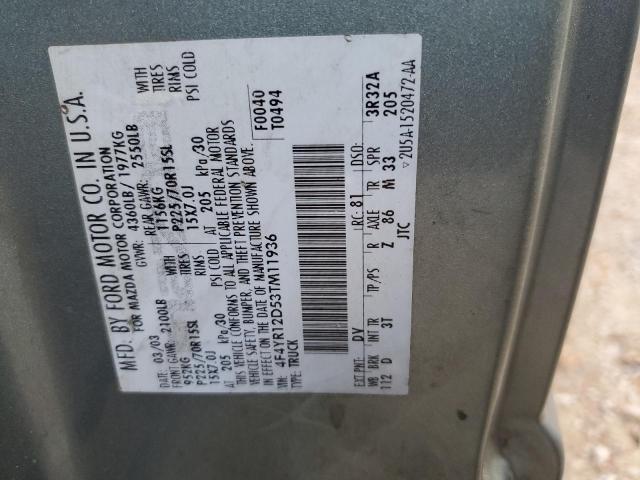 MFD. BY FORD MOTOR CO. IN U.S.A.
FOR MAZDA MOTOR CORPORATION
DATE: 03/03 GVWR: 4360LB/ 1977KG
FRONT GAWR: 2100LB REAR GAWR: 2550LB
952KG WITH 1156KG WITH
P225/70R15SL TIRES P225/70R15SL TIRES
15X7.0J RIMS 15X7.0J RIMS
AT 205 kPa/30 PSI COLD AT 205 kPa/30 PSI COLD
THIS VEHICLE CONFORMS TO ALL APPLICABLE FEDERAL MOTOR
VEHICLE SAFETY, BUMPER, AND THEFT PREVENTION STANDARDS
IN EFFECT ON THE DATE OF MANUFACTURE SHOWN ABOVE.
VIN: 4F4YR12D53TM11936 F0040
TYPE: TRUCK T0494
EXT PNT: DV RC: 81 DSO:
WB BRK INT TR TP/PS R AXLE TR SPR 3R32A
112 D 3T Z 86 M 33 205
JTC 2U5A-1520472-AA